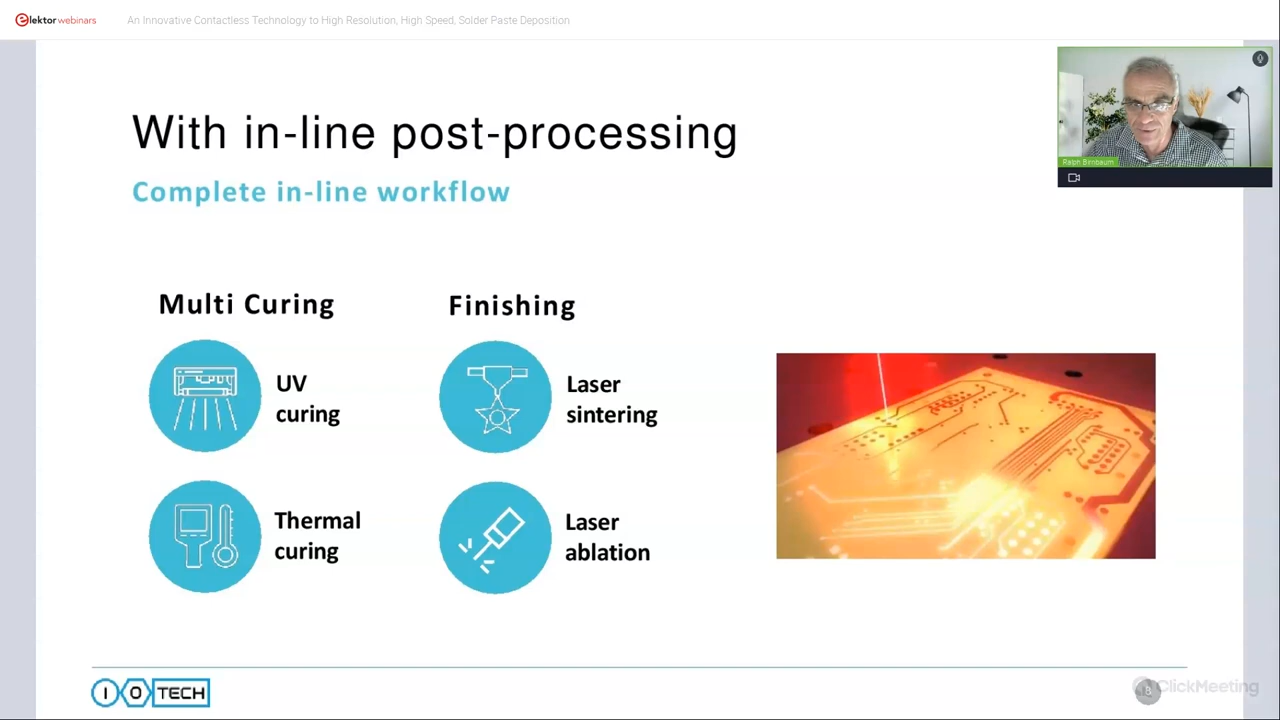 elektor webinars
An Innovative Contactless Technology to High Resolution, High Speed, Solder Paste Deposition
Ralph Birnbaum
With in-line post-processing
Complete in-line workflow
Multi Curing
Finishing
UV
curing
Laser
sintering
Thermal
curing
Laser
ablation
IO TECH
ClickMeeting